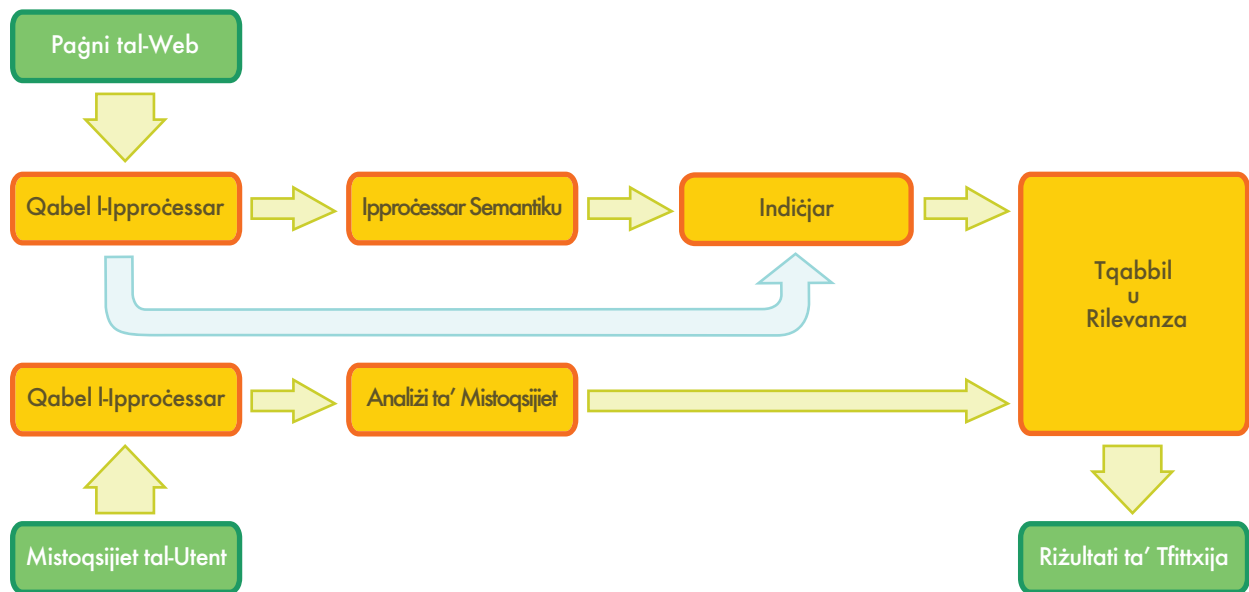 Paġni tal-Web
Qabel l-Ipproċessar
Ipproċessar Semantiku
Indiċjar
Tqabbil
u
Rilevanza
Qabel l-Ipproċessar
Analiżi ta’ Mistoqsijiet
Mistoqsijiet tal-Utent
Riżultati ta’ Tfittxija